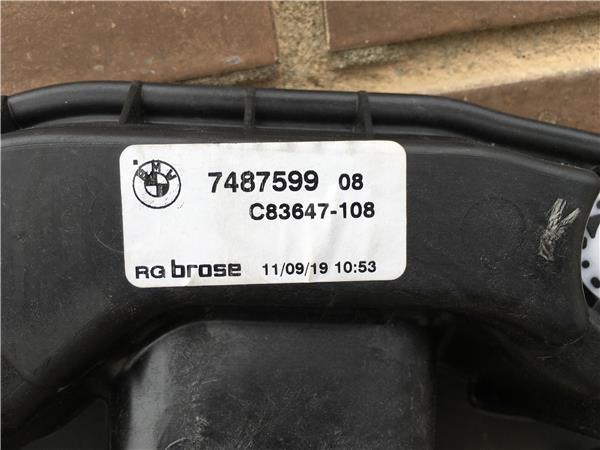 BMW
7487599 08
C83647-108
RG brose 11/09/19 10:53